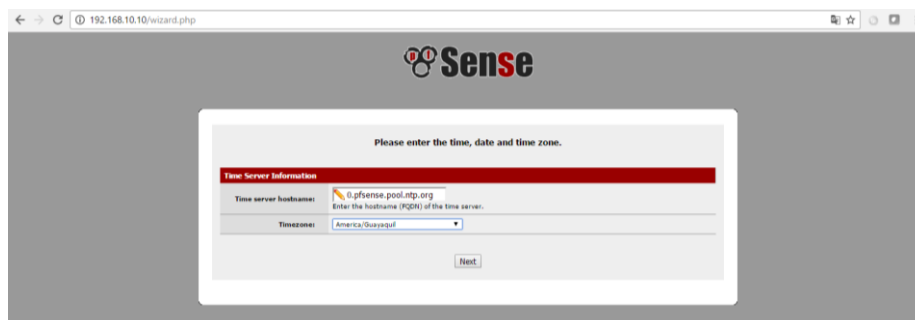 192.168.10.10/wizard.php
pf Sense
Please enter the time, date and time zone.
Time Server Information
Time server hostname: 0.pfsense.pool.ntp.org
Enter the hostname (FQDN) of the time server.
Timezone: America/Guayaquil
Next